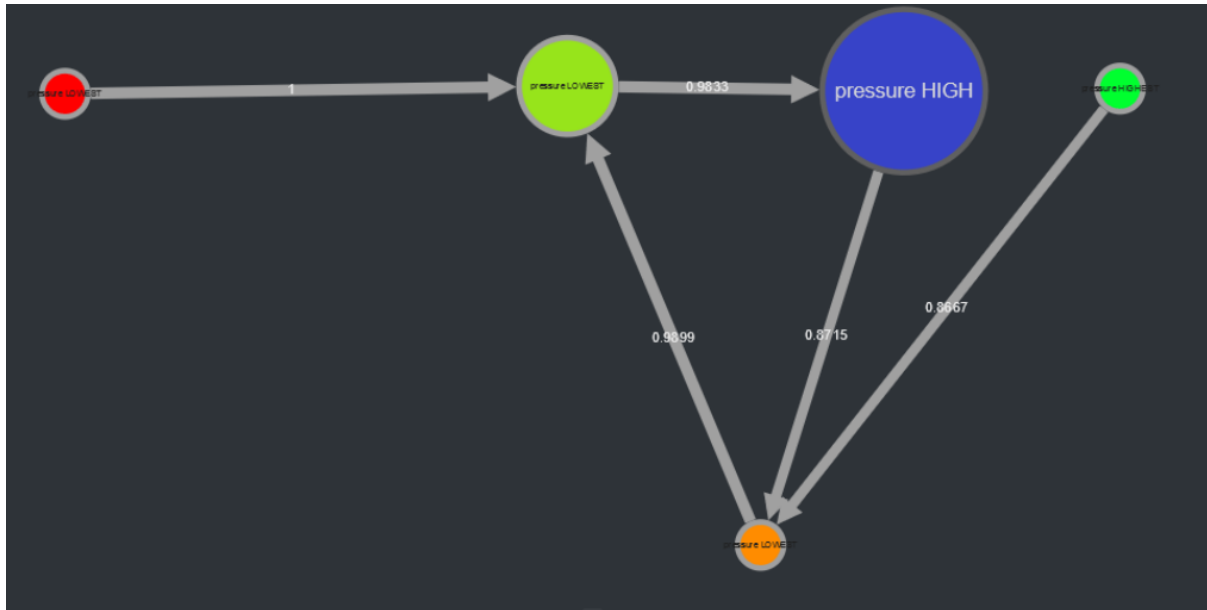 pressure LOWEST
1
pressure LOWEST
0.9833
pressure HIGH
pressure HIGHEST
0.8667
0.9899
0.8715
pressure LOWEST